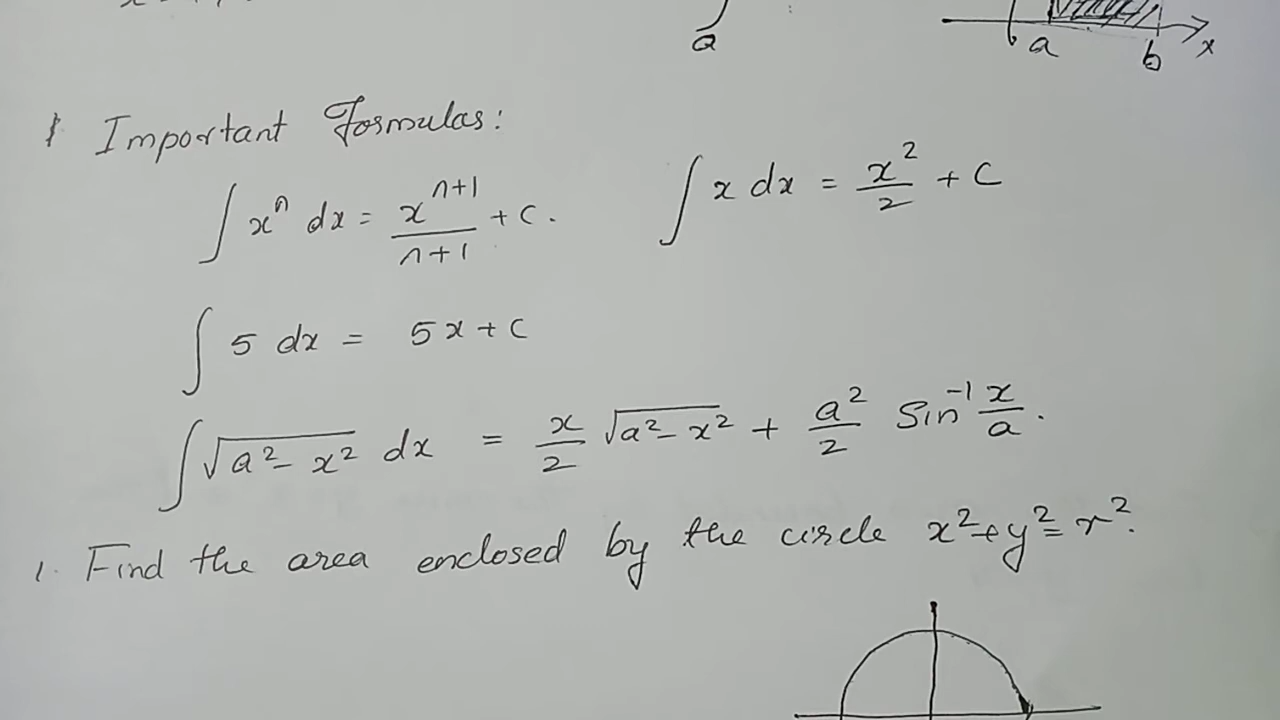 a a b x
Important Formulas:
∫ xⁿ dx = x^(n+1)/(n+1) + C. ∫ x dx = x²/2 + C
∫ 5 dx = 5x + C
∫ √(a² - x²) dx = x/2 √(a² - x²) + a²/2 Sin⁻¹ x/a.
1. Find the area enclosed by the circle x² + y² = r².